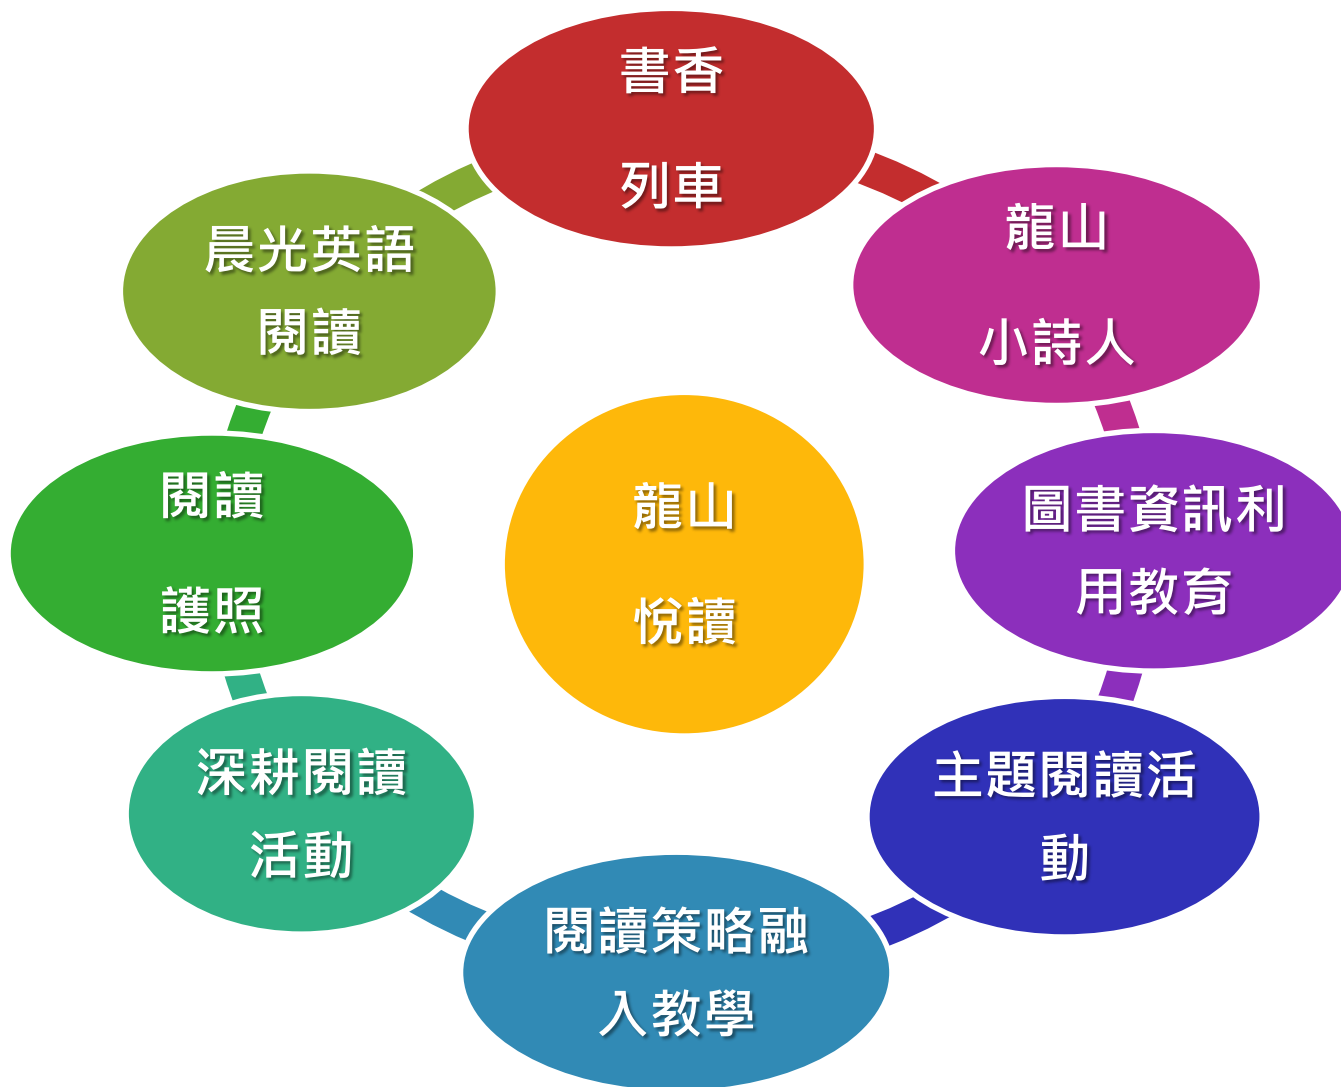 書香
列車
龍山
小詩人
圖書資訊利
用教育
主題閱讀活
動
閱讀策略融
入教學
深耕閱讀
活動
閱讀
護照
晨光英語
閱讀
龍山
悅讀